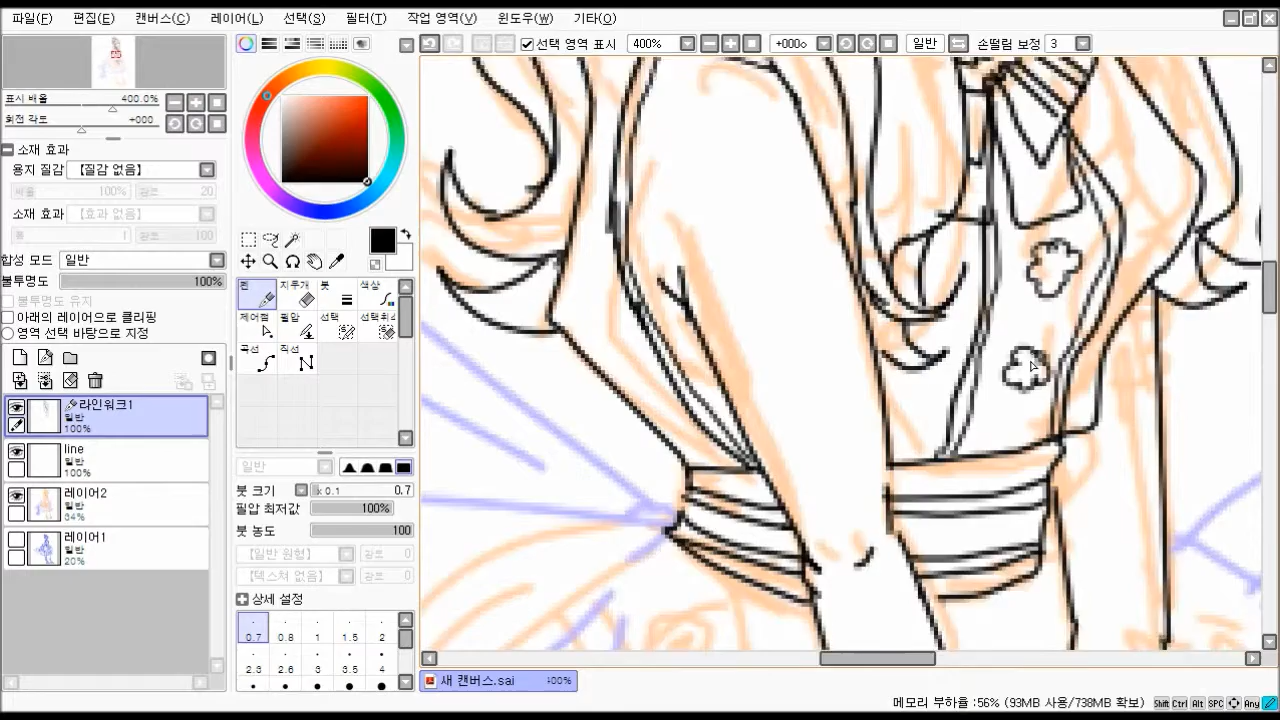 파일(F) 편집(E) 캔버스(C) 레이어(L) 선택(S) 필터(T) 작업 영역(V) 윈도우(W) 기타(O)
선택 영역 표시 400% +000○ 일반 손떨림 보정 3
표시 배율 400.0%
회전 각도 +000
소재 효과
용지 질감 【질감 없음】
배율 100% 강도 20
소재 효과 【효과 없음】
폭 1 강도 100
합성 모드 일반
불투명도 100%
불투명도 유지
아래의 레이어으로 클리핑
영역 선택 바탕으로 지정
라인워크1
일반
100%
line
일반
100%
레이어2
일반
34%
레이어1
일반
20%
펜 지우개 붓 색상
제어점 필압 선택
곡선 직선
일반
붓 크기 x 0.1 0.7
필압 최저값 100%
붓 농도 100
【일반 원형】 강도 0
【텍스쳐 없음】 강도 0
상세 설정
0.7 0.8 1 1.5 2
2.3 2.6 3 3.5 4
새 캔버스.sai 400%
메모리 부하율 :56% (93MB 사용/738MB 확보) Shift Ctrl Alt SPC Any